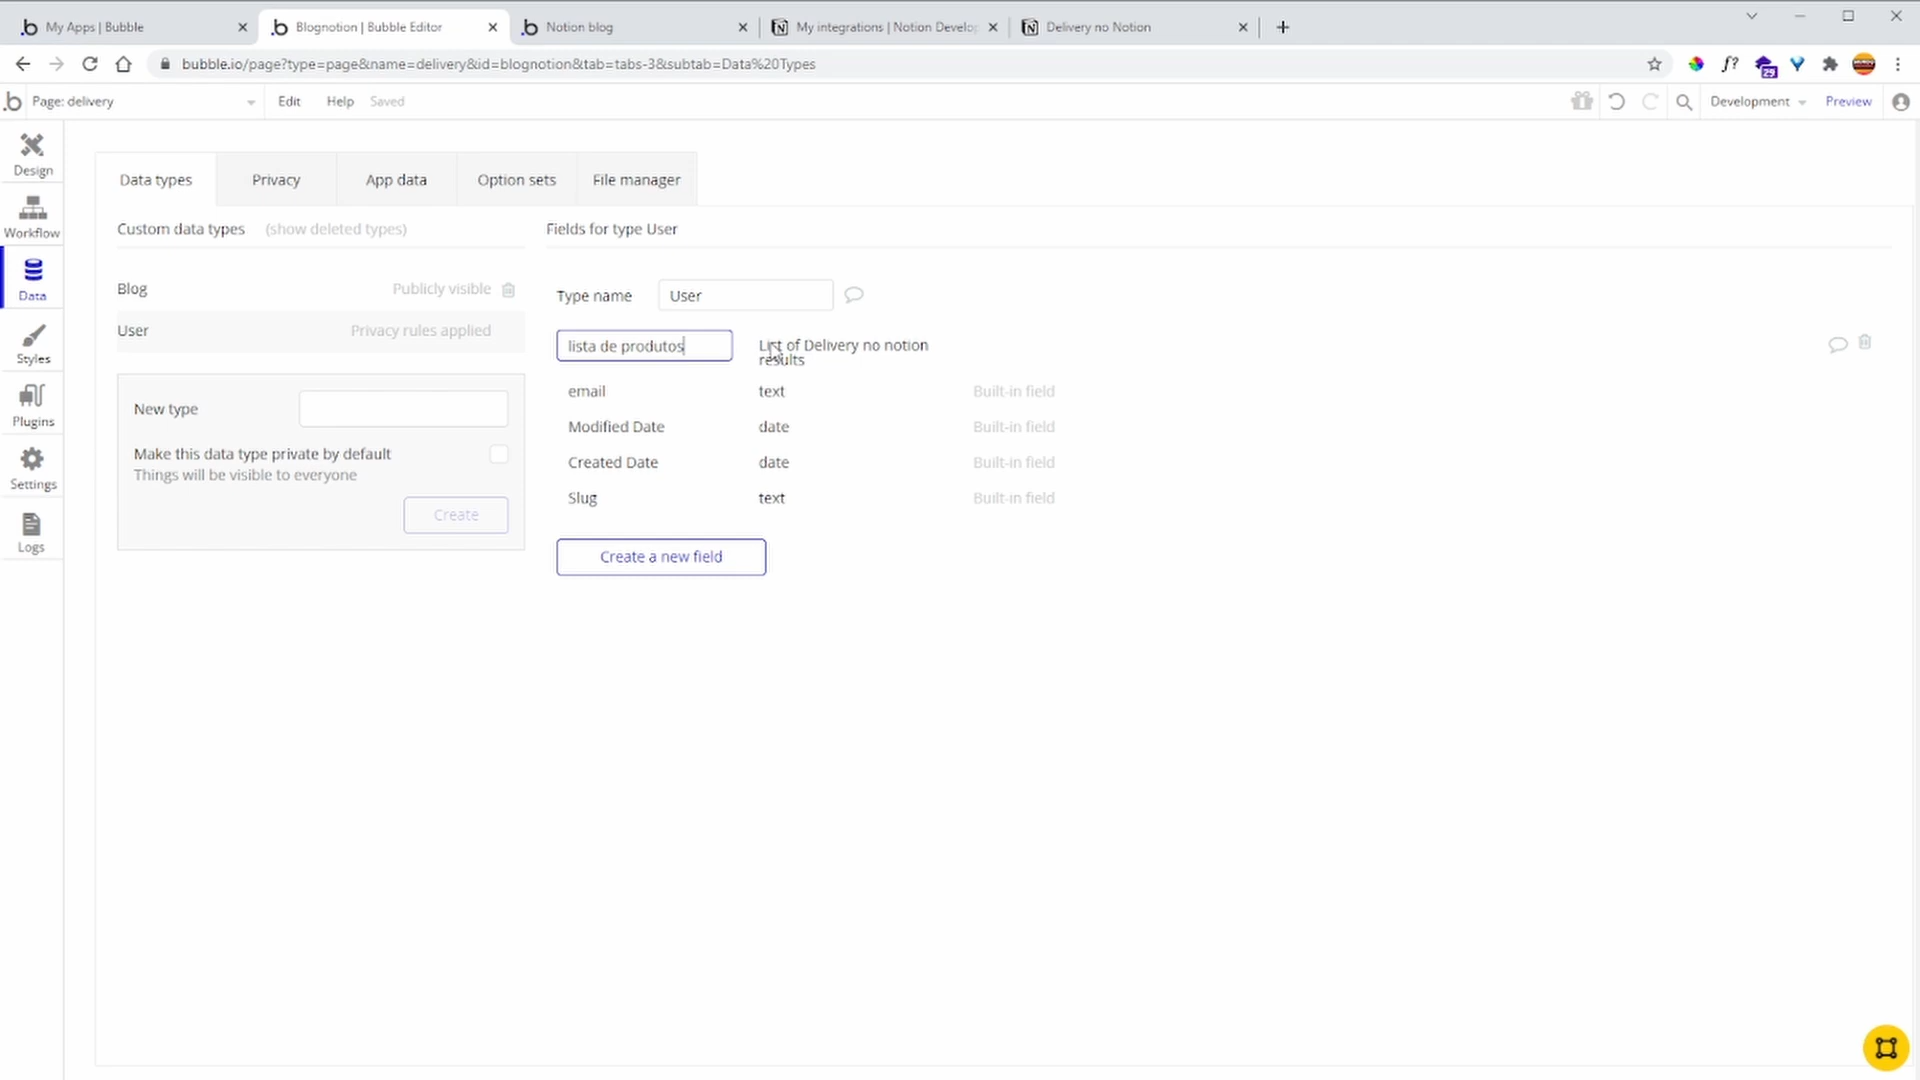 My Apps | Bubble
Blognotion | Bubble Editor
Notion blog
My integrations | Notion Develop
Delivery no Notion
bubble.io/page?type=page&name=delivery&id=blognotion&tab=tabs-3&subtab=Data%20Types
f?
29
Page: delivery
Edit
Help
Saved
Development
Preview
Design
Workflow
Data
Styles
Plugins
Settings
Logs
Data types
Privacy
App data
Option sets
File manager
Custom data types
(show deleted types)
Fields for type User
Blog
Publicly visible
User
Privacy rules applied
Type name
User
lista de produtos
List of Delivery no notion
results
email
text
Built-in field
Modified Date
date
Built-in field
Created Date
date
Built-in field
Slug
text
Built-in field
New type
Make this data type private by default
Things will be visible to everyone
Create
Create a new field